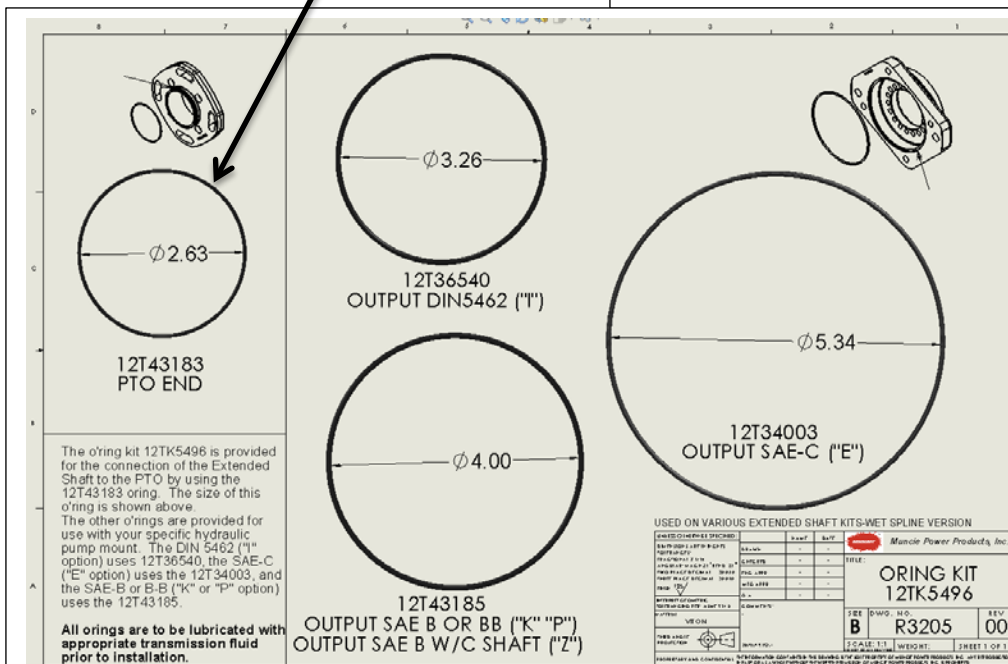 8 7 5 4 3 2 1
D
Ø2.63
12T43183
PTO END
Ø3.26
12T36540
OUTPUT DIN5462 ("I")
Ø5.34
12T34003
OUTPUT SAE-C ("E")
Ø4.00
12T43185
OUTPUT SAE B OR BB ("K" "P")
OUTPUT SAE B W/C SHAFT ("Z")
The o'ring kit 12TK5496 is provided
for the connection of the Extended
Shaft to the PTO by using the
12T43183 oring. The size of this
o'ring is shown above.
The other o'rings are provided for
use with your specific hydraulic
pump mount. The DIN 5462 ("I"
option) uses 12T36540, the SAE-C
("E" option) uses the 12T34003, and
the SAE-B or B-B ("K" or "P" option)
uses the 12T43185.
All orings are to be lubricated with
appropriate transmission fluid
prior to installation.
USED ON VARIOUS EXTENDED SHAFT KITS-WET SPLINE VERSION
Muncie Power Products, Inc.
TITLE:
ORING KIT
12TK5496
SIZE DWG. NO. REV
B R3205 00
SCALE: 1:1 WEIGHT: SHEET 1 OF